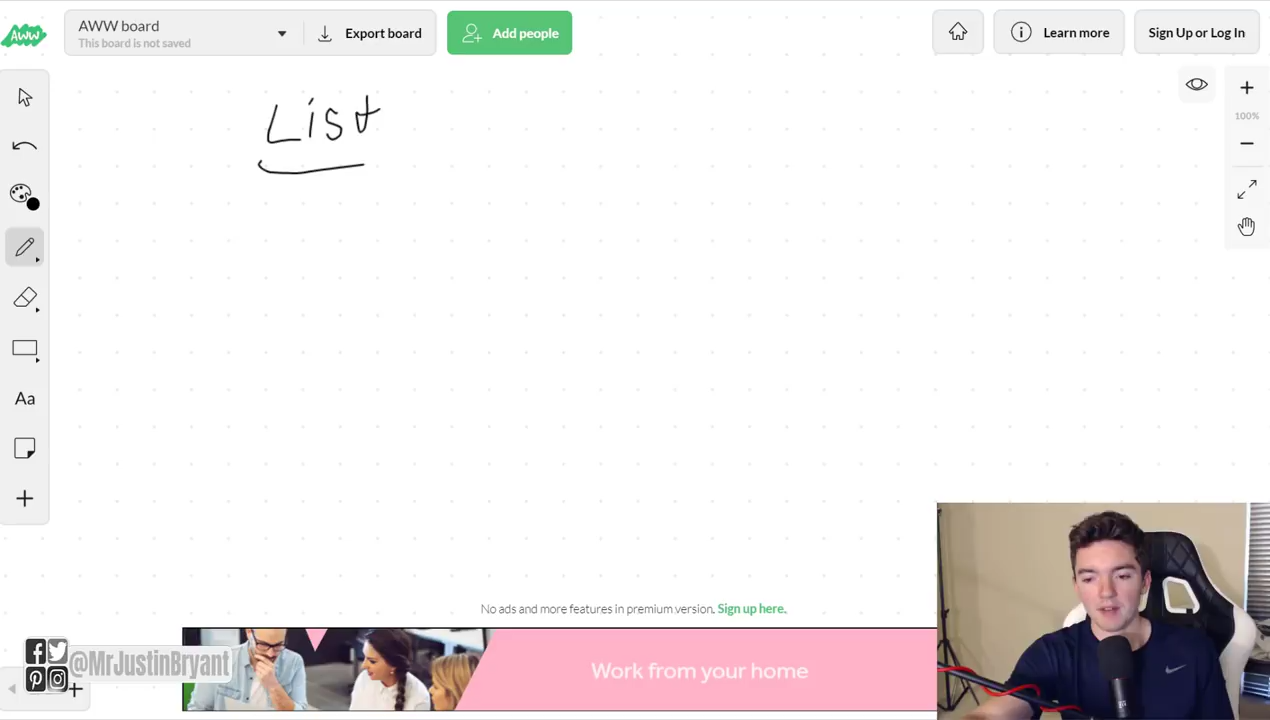 AWW
AWW board
This board is not saved
Export board
Add people
Learn more
Sign Up or Log In
100%
List
Aa
No ads and more features in premium version. Sign up here.
Work from your home
@MrJustinBryant